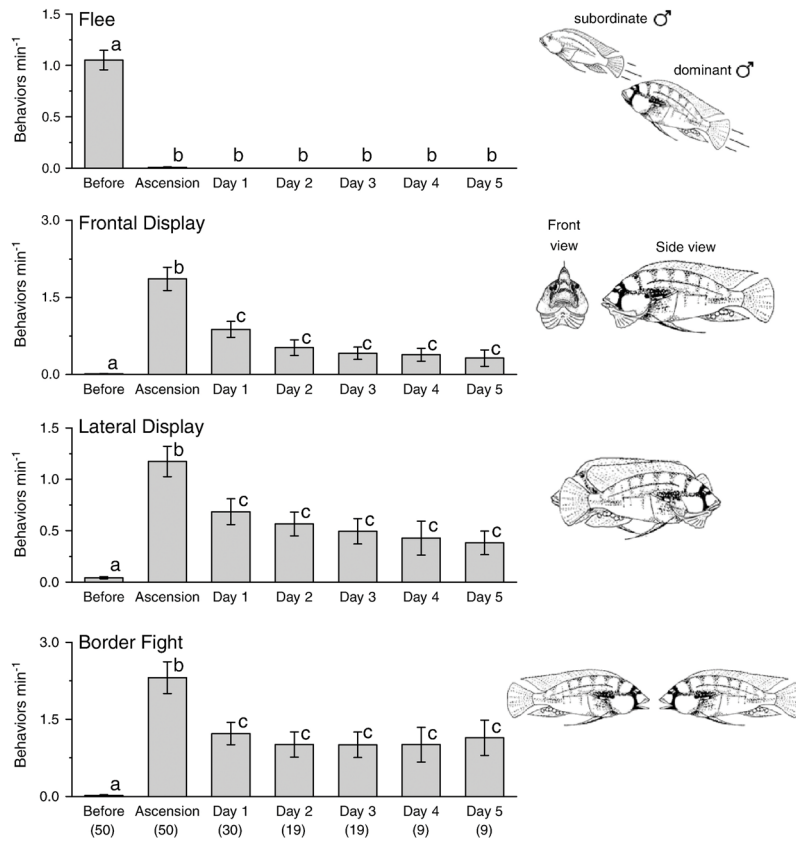 Flee
Behaviors min-1
1.5
1.0
0.5
0.0
a
b
b
b
b
b
b
Before Ascension Day 1 Day 2 Day 3 Day 4 Day 5
subordinate ♂
dominant ♂
Frontal Display
Behaviors min-1
3.0
1.5
0.0
a
b
c
c
c
c
c
Before Ascension Day 1 Day 2 Day 3 Day 4 Day 5
Front
view
Side view
Lateral Display
Behaviors min-1
1.5
1.0
0.5
0.0
a
b
c
c
c
c
c
Before Ascension Day 1 Day 2 Day 3 Day 4 Day 5
Border Fight
Behaviors min-1
3.0
1.5
0.0
a
b
c
c
c
c
c
Before Ascension Day 1 Day 2 Day 3 Day 4 Day 5
(50) (50) (30) (19) (19) (9) (9)